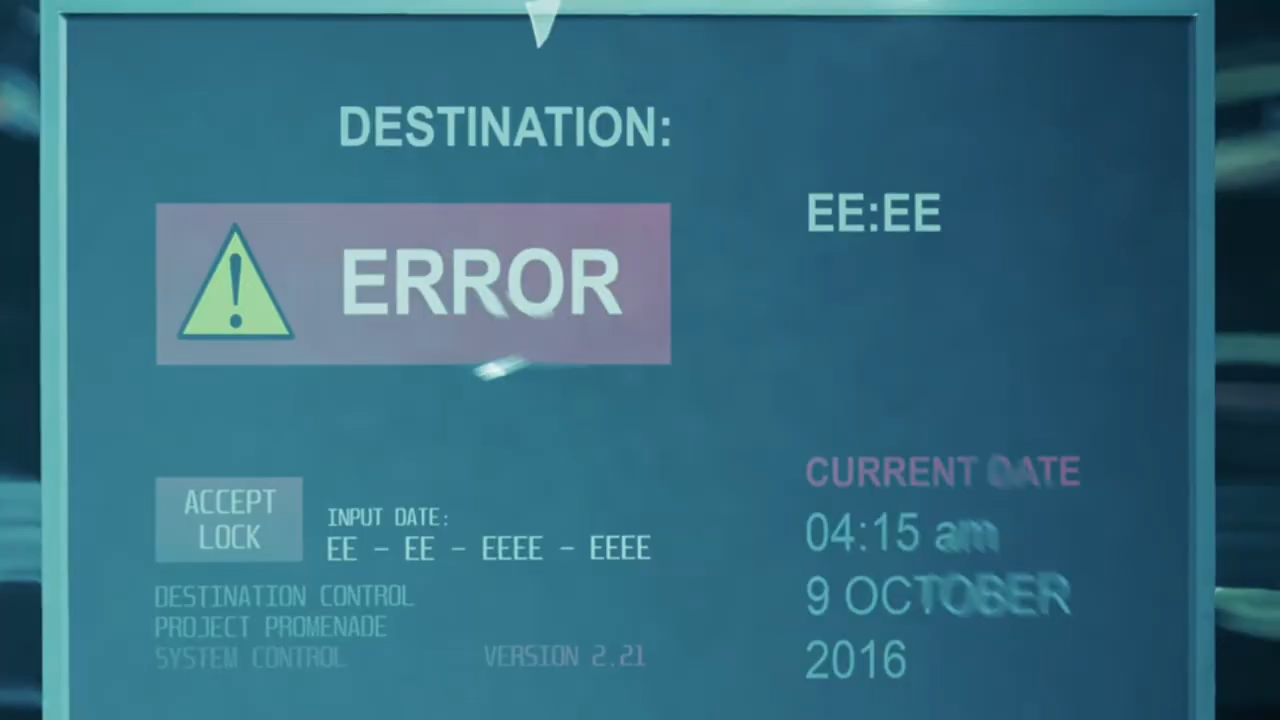 DESTINATION:
EE:EE
ERROR
CURRENT DATE
04:15 am
9 OCTOBER
2016
ACCEPT
LOCK
INPUT DATE:
EE - EE - EEEE - EEEE
DESTINATION CONTROL
PROJECT PROMENADE
SYSTEM CONTROL
VERSION 2.21